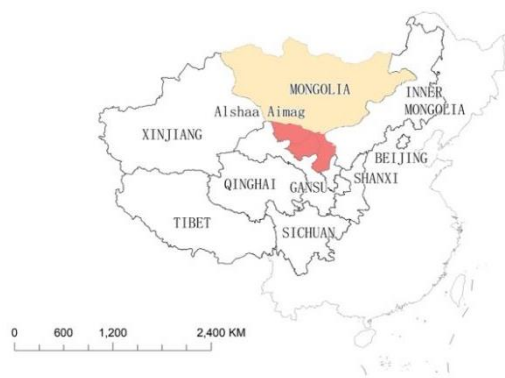 MONGOLIA
INNER
MONGOLIA
Alshaa Aimag
XINJIANG
BEIJING
SHANXI
QINGHAI
GANSU
TIBET
SICHUAN
0 600 1,200 2,400 KM